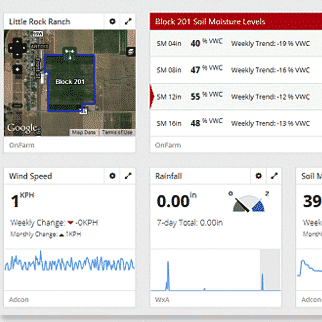 Little Rock Ranch
Block 201
Google
Map Data
Terms of Use
OnFarm
Block 201 Soil Moisture Levels
SM 04in 40 % VWC Weekly Trend: -19 % VWC
SM 08in 47 % VWC Weekly Trend: -16 % VWC
SM 12in 55 % VWC Weekly Trend: -12 % VWC
SM 16in 48 % VWC Weekly Trend: -13 % VWC
OnFarm
Wind Speed
1 KPH
Weekly Change: -0KPH
Monthly Change: 1KPH
Adcon
Rainfall
0.00 in
0 2
7-day Total: 0.00in
WxA
Soil M
39
Adcon